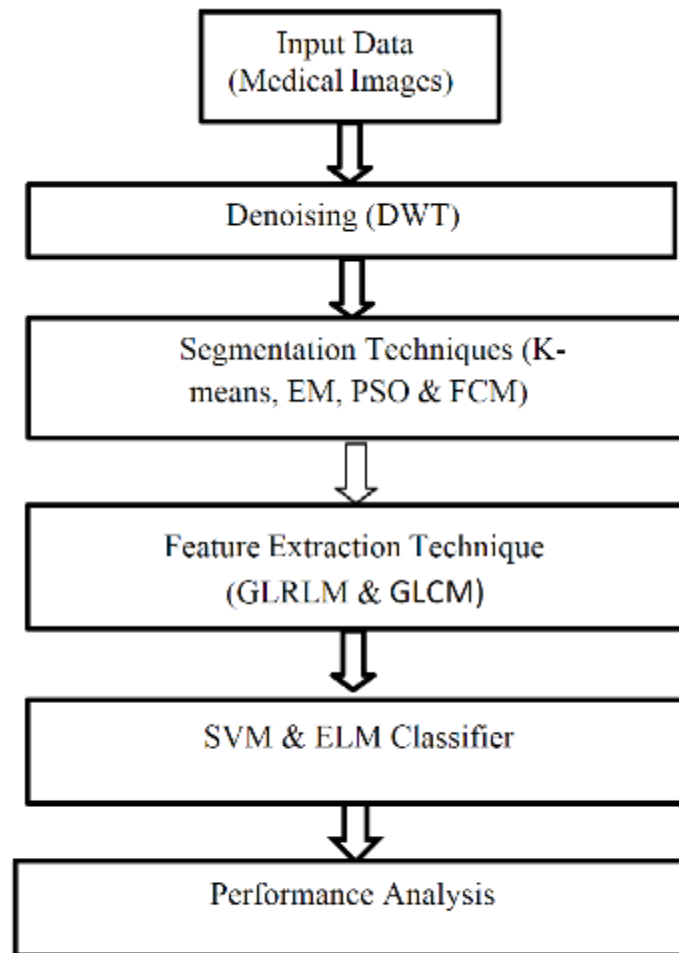 Input Data
(Medical Images)
Denoising (DWT)
Segmentation Techniques (K-
means, EM, PSO & FCM)
Feature Extraction Technique
(GLRLM & GLCM)
SVM & ELM Classifier
Performance Analysis